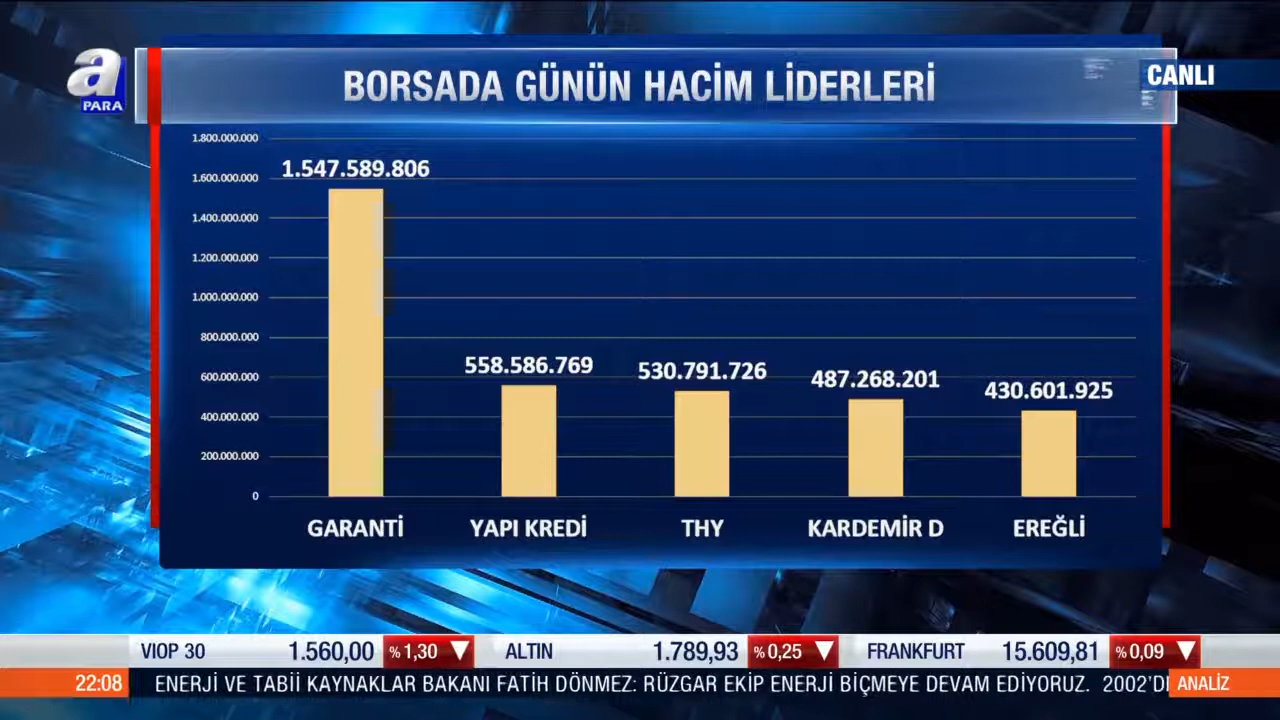 a
PARA
BORSADA GÜNÜN HACİM LİDERLERİ
CANLI
1.800.000.000
1.600.000.000
1.400.000.000
1.200.000.000
1.000.000.000
800.000.000
600.000.000
400.000.000
200.000.000
0
1.547.589.806
558.586.769
530.791.726
487.268.201
430.601.925
GARANTİ
YAPI KREDİ
THY
KARDEMİR D
EREĞLİ
VIOP 30 1.560,00 %1,30 ▼ ALTIN 1.789,93 %0,25 ▼ FRANKFURT 15.609,81 %0,09 ▼
22:08 ENERJİ VE TABİİ KAYNAKLAR BAKANI FATİH DÖNMEZ: RÜZGAR EKİP ENERJİ BİÇMEYE DEVAM EDİYORUZ. 2002'DE ANALİZ